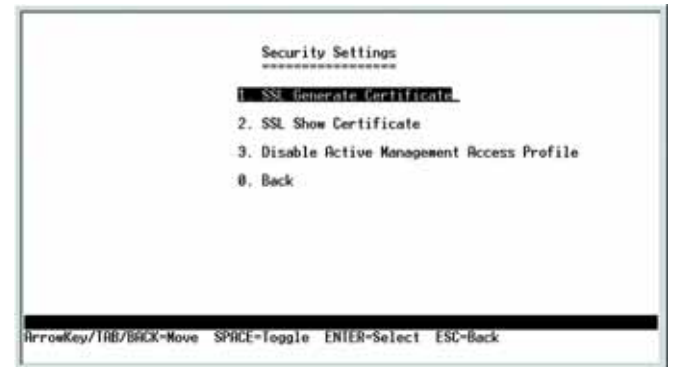 Security Settings
=================
1. SSL Generate Certificate
2. SSL Show Certificate
3. Disable Active Management Access Profile
0. Back
ArrowKey/TAB/BACK=Move SPACE=Toggle ENTER=Select ESC=Back